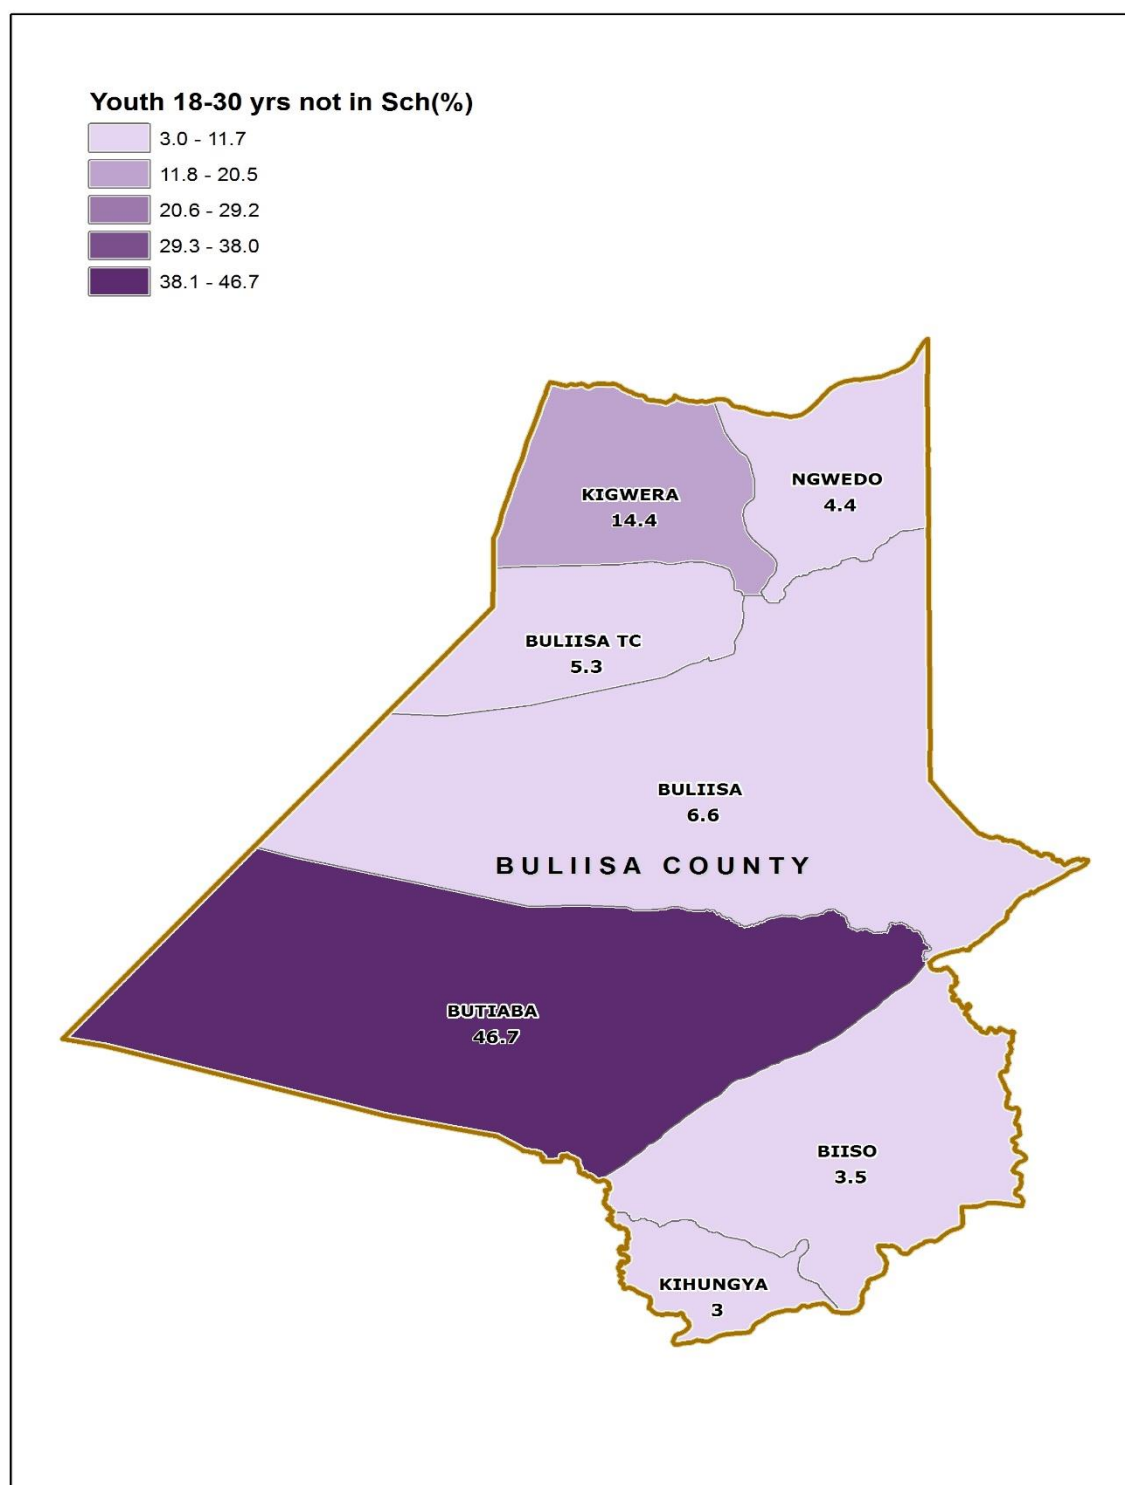 Youth 18-30 yrs not in Sch(%)
3.0 - 11.7
11.8 - 20.5
20.6 - 29.2
29.3 - 38.0
38.1 - 46.7
NGWEDO
4.4
KIGWERA
14.4
BULIISA TC
5.3
BULIISA
6.6
BULIISA COUNTY
BUTIABA
46.7
BIISO
3.5
KIHUNGYA
3